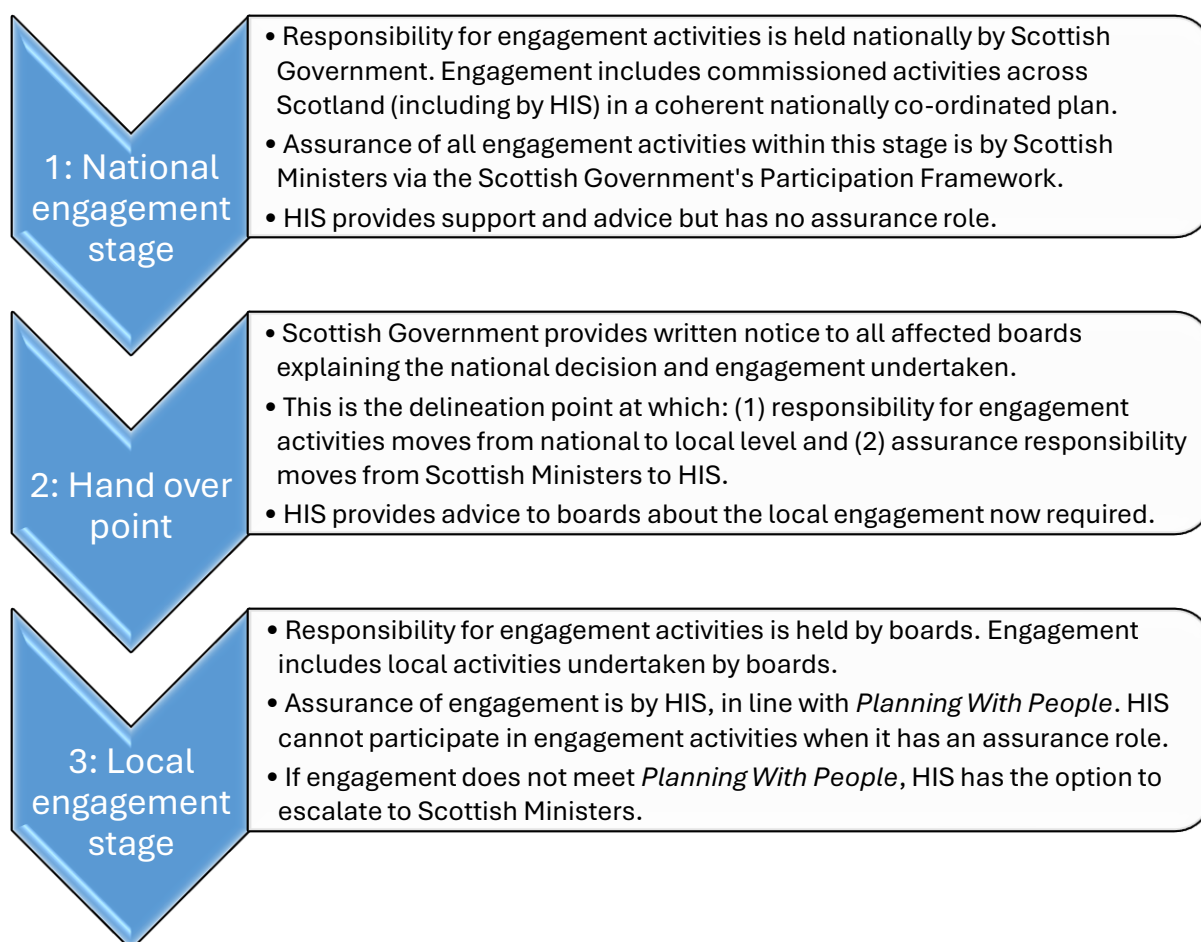 1: National
engagement
stage
• Responsibility for engagement activities is held nationally by Scottish
Government. Engagement includes commissioned activities across
Scotland (including by HIS) in a coherent nationally co-ordinated plan.
• Assurance of all engagement activities within this stage is by Scottish
Ministers via the Scottish Government's Participation Framework.
• HIS provides support and advice but has no assurance role.
2: Hand over
point
• Scottish Government provides written notice to all affected boards
explaining the national decision and engagement undertaken.
• This is the delineation point at which: (1) responsibility for engagement
activities moves from national to local level and (2) assurance responsibility
moves from Scottish Ministers to HIS.
• HIS provides advice to boards about the local engagement now required.
3: Local
engagement
stage
• Responsibility for engagement activities is held by boards. Engagement
includes local activities undertaken by boards.
• Assurance of engagement is by HIS, in line with Planning With People. HIS
cannot participate in engagement activities when it has an assurance role.
• If engagement does not meet Planning With People, HIS has the option to
escalate to Scottish Ministers.